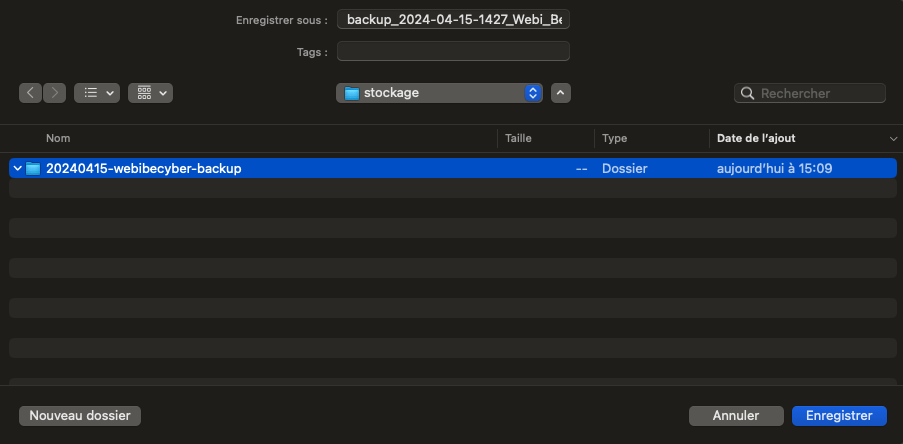 Enregistrer sous :
backup_2024-04-15-1427_Webi_Be
Tags :
stockage
Rechercher
Nom Taille Type Date de l'ajout
20240415-webibecyber-backup -- Dossier aujourd'hui à 15:09
Nouveau dossier Annuler Enregistrer